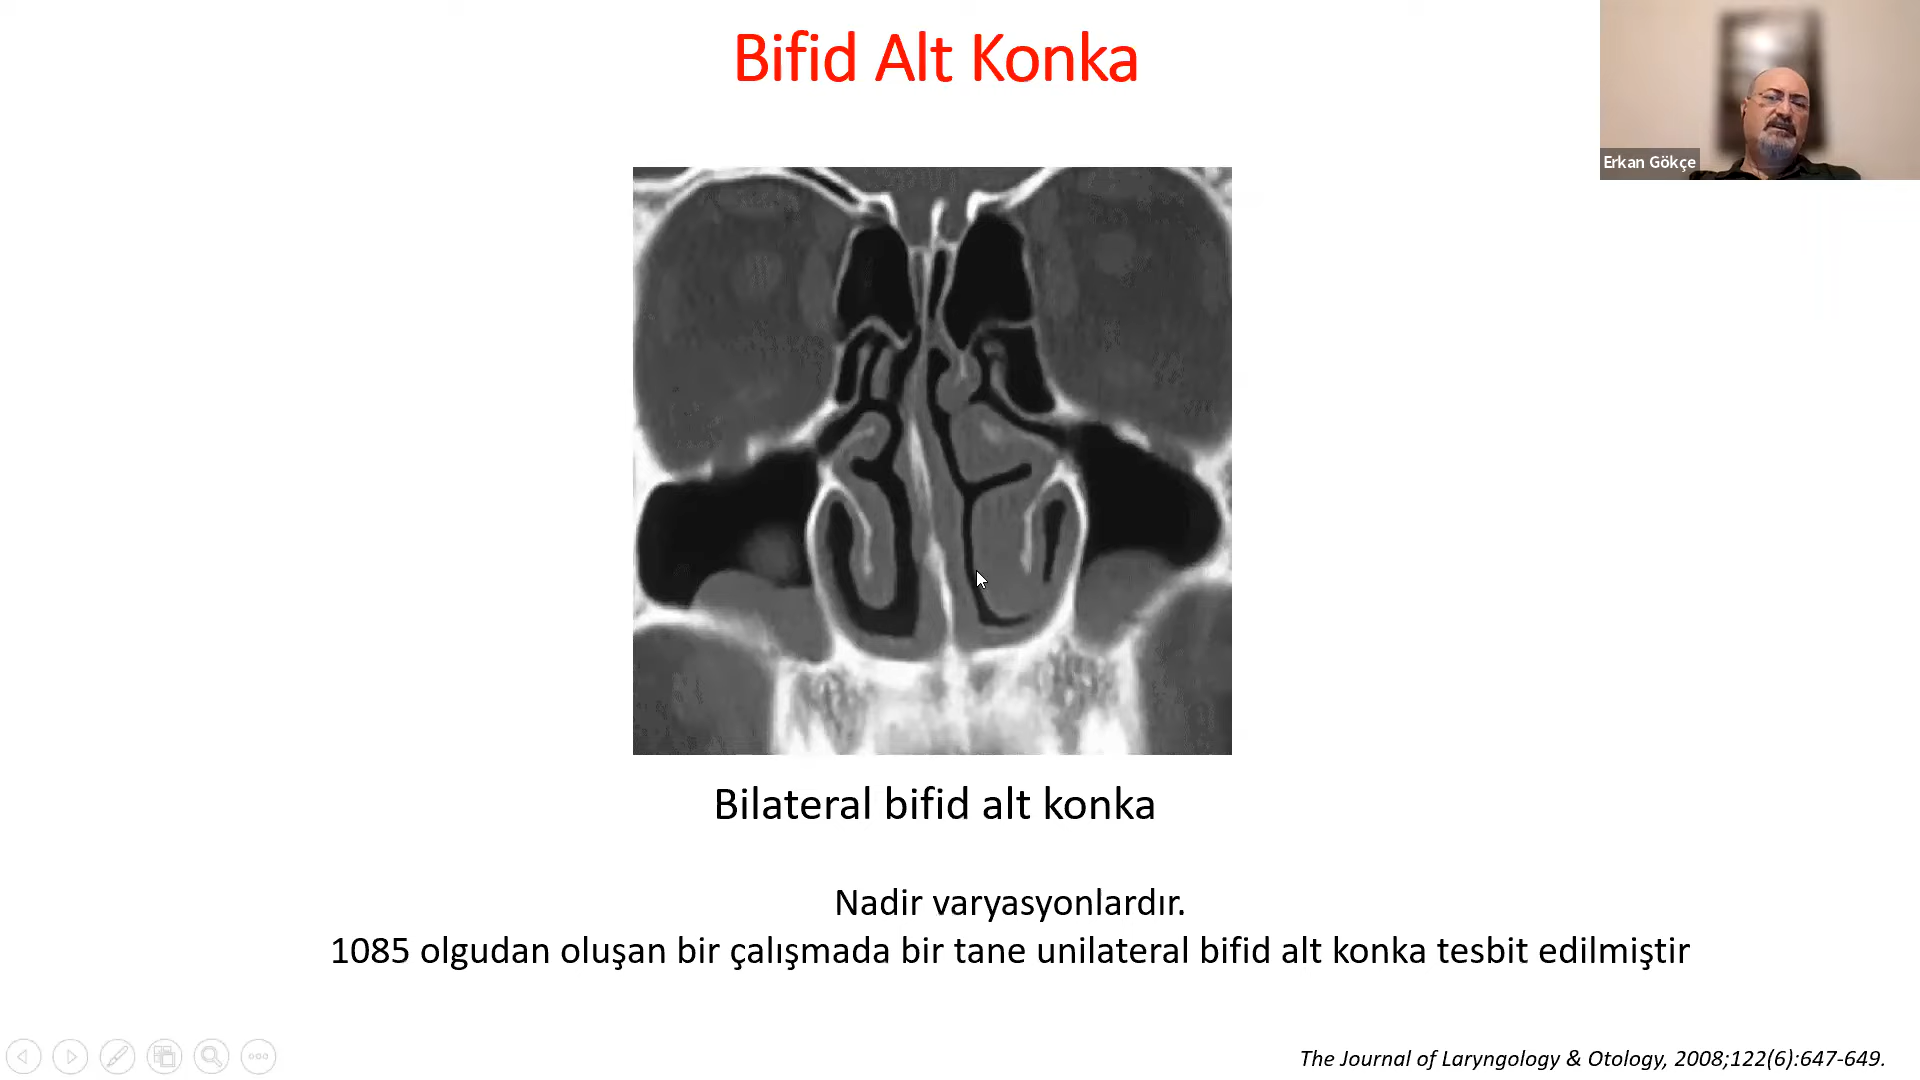 Bifid Alt Konka
Erkan Gökçe
Bilateral bifid alt konka
Nadir varyasyonlardır.
1085 olgudan oluşan bir çalışmada bir tane unilateral bifid alt konka tesbit edilmiştir
The Journal of Laryngology & Otology, 2008;122(6):647-649.